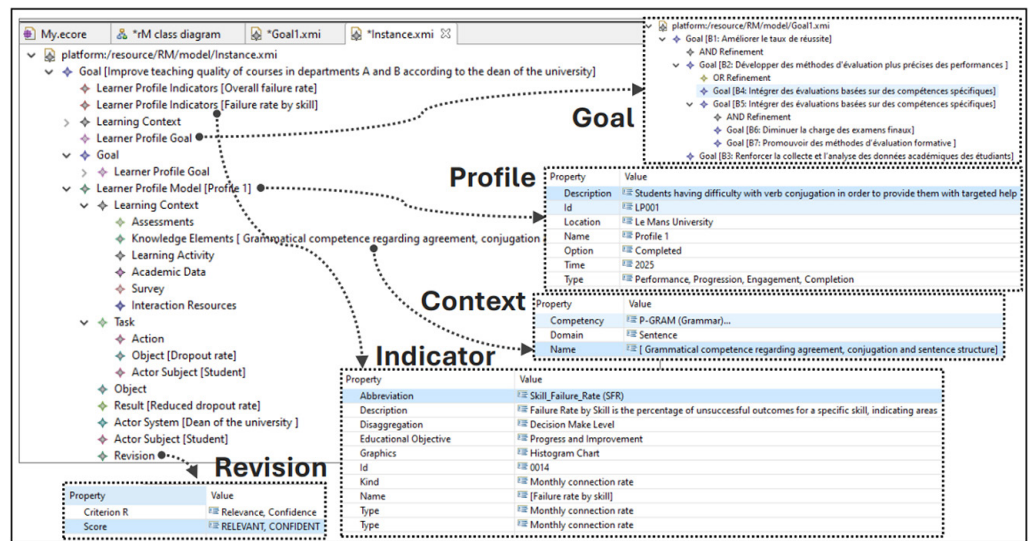 My.ecore
*rM class diagram
*Goal1.xmi
*Instance.xmi
platform:/resource/RM/model/Instance.xmi
Goal [Improve teaching quality of courses in departments A and B according to the dean of the university]
Learner Profile Indicators [Overall failure rate]
Learner Profile Indicators [Failure rate by skill]
Learning Context
Learner Profile Goal
Goal
Learner Profile Goal
Learner Profile Model [Profile 1]
Learning Context
Assessments
Knowledge Elements [ Grammatical competence regarding agreement, conjugation
Learning Activity
Academic Data
Survey
Interaction Resources
Task
Action
Object [Dropout rate]
Actor Subject [Student]
Object
Result [Reduced dropout rate]
Actor System [Dean of the university ]
Actor Subject [Student]
Revision
Goal
platform:/resource/RM/model/Goal1.xmi
Goal [B1: Améliorer le taux de réussite]
AND Refinement
Goal [B2: Développer des méthodes d'évaluation plus précises des performances ]
OR Refinement
Goal [B4: Intégrer des évaluations basées sur des compétences spécifiques]
Goal [B5: Intégrer des évaluations basées sur des compétences spécifiques]
AND Refinement
Goal [B6: Diminuer la charge des examens finaux]
Goal [B7: Promouvoir des méthodes d'évaluation formative ]
Goal [B3: Renforcer la collecte et l'analyse des données académiques des étudiants]
Profile
Property Value
Description Students having difficulty with verb conjugation in order to provide them with targeted help
Id LP001
Location Le Mans University
Name Profile 1
Option Completed
Time 2025
Type Performance, Progression, Engagement, Completion
Context
Property Value
Competency P-GRAM (Grammar)...
Domain Sentence
Name [ Grammatical competence regarding agreement, conjugation and sentence structure]
Indicator
Property Value
Abbreviation Skill_Failure_Rate (SFR)
Description Failure Rate by Skill is the percentage of unsuccessful outcomes for a specific skill, indicating areas
Disaggregation Decision Make Level
Educational Objective Progress and Improvement
Graphics Histogram Chart
Id 0014
Kind Monthly connection rate
Name [Failure rate by skill]
Type Monthly connection rate
Type Monthly connection rate
Revision
Property Value
Criterion R Relevance, Confidence
Score RELEVANT, CONFIDENT